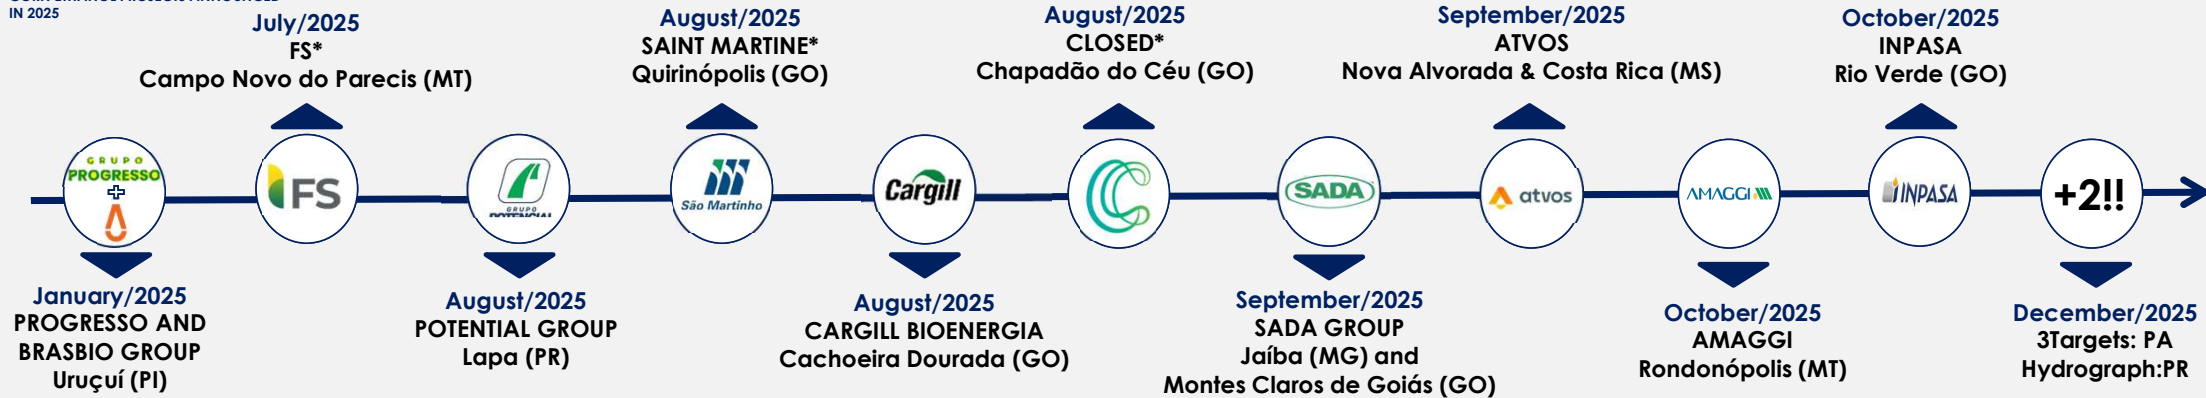 IN 2025
July/2025
FS*
Campo Novo do Parecis (MT)
August/2025
SAINT MARTINE*
Quirinópolis (GO)
August/2025
CLOSED*
Chapadão do Céu (GO)
September/2025
ATVOS
Nova Alvorada & Costa Rica (MS)
October/2025
INPASA
Rio Verde (GO)
GRUPO
PROGRESSO
+
FS
GRUPO
POTENCIAL
São Martinho
Cargill
SADA
atvos
AMAGGI
INPASA
+2!!
January/2025
PROGRESSO AND
BRASBIO GROUP
Uruçuí (PI)
August/2025
POTENTIAL GROUP
Lapa (PR)
August/2025
CARGILL BIOENERGIA
Cachoeira Dourada (GO)
September/2025
SADA GROUP
Jaíba (MG) and
Montes Claros de Goiás (GO)
October/2025
AMAGGI
Rondonópolis (MT)
December/2025
3Targets: PA
Hydrograph:PR